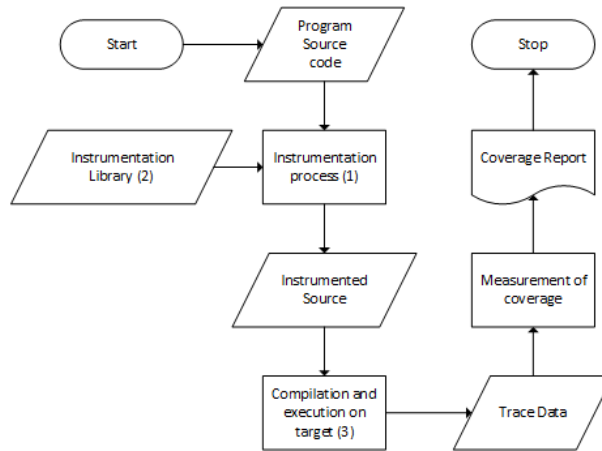 Start
Program
Source
code
Stop
Instrumentation
Library (2)
Instrumentation
process (1)
Coverage Report
Instrumented
Source
Measurement of
coverage
Compilation and
execution on
target (3)
Trace Data